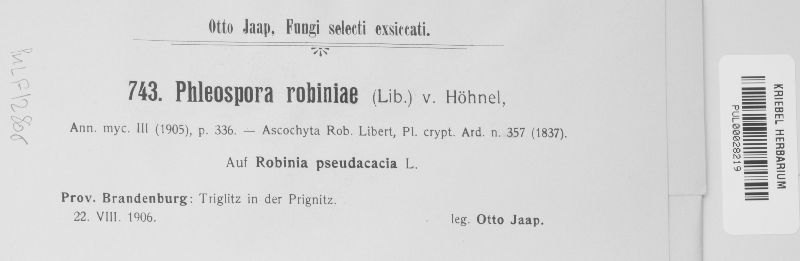 Otto Jaap, Fungi selecti exsiccati.
743. Phleospora robiniae (Lib.) v. Höhnel,
Ann. myc. III (1905), p. 336. — Ascochyta Rob. Libert, Pl. crypt. Ard. n. 357 (1837).
Auf Robinia pseudacacia L.
Prov. Brandenburg: Triglitz in der Prignitz.
22. VIII. 1906.
leg. Otto Jaap.
KRIEBEL HERBARIUM
PUL00028219